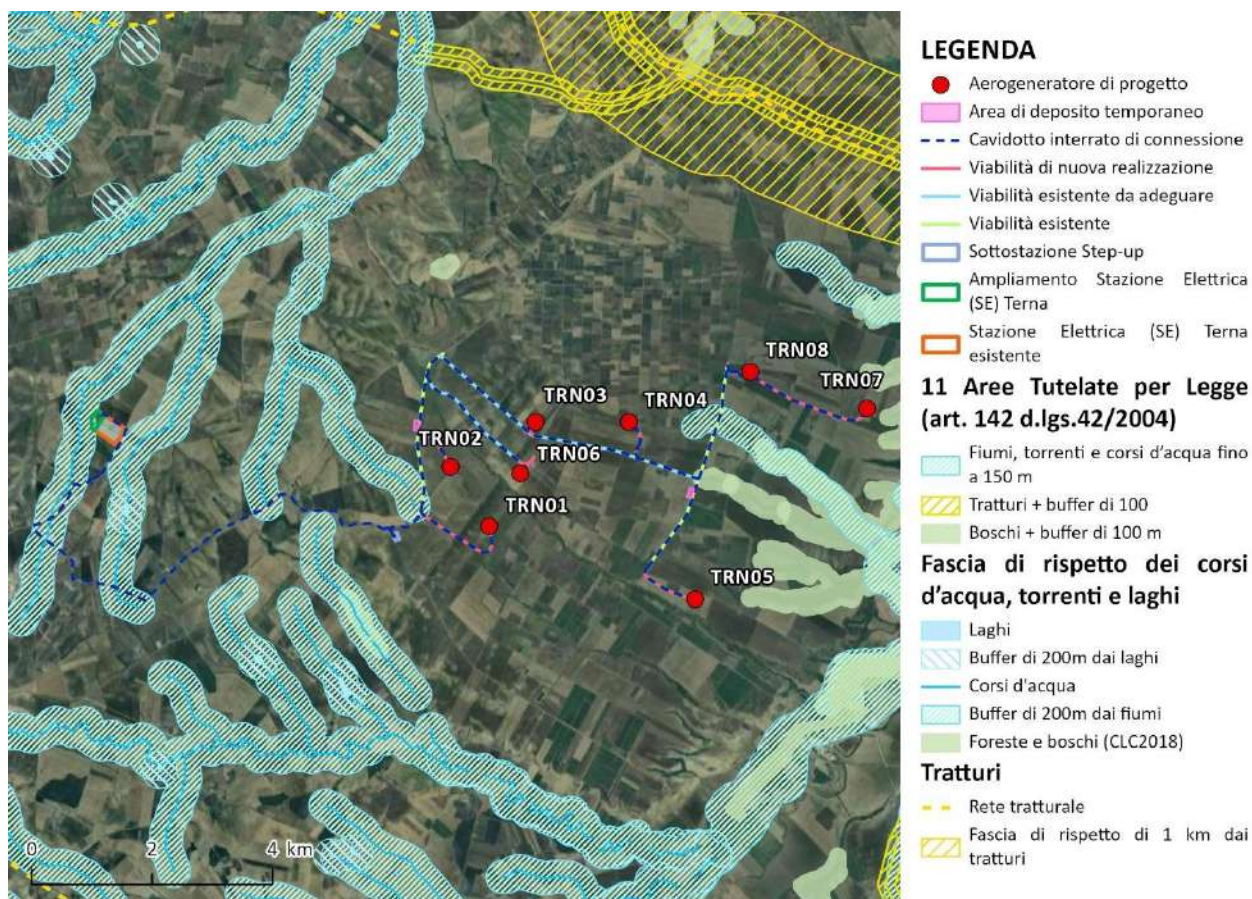 TRN08
TRN07
TRN03
TRN04
TRN02
TRN06
TRN01
TRN05
0 2 4 km
LEGENDA
Aerogeneratore di progetto
Area di deposito temporaneo
Cavidotto interrato di connessione
Viabilità di nuova realizzazione
Viabilità esistente da adeguare
Viabilità esistente
Sottostazione Step-up
Ampliamento Stazione Elettrica
(SE) Terna
Stazione Elettrica (SE) Terna
esistente
11 Aree Tutelate per Legge
(art. 142 d.lgs.42/2004)
Fiumi, torrenti e corsi d'acqua fino
a 150 m
Tratturi + buffer di 100
Boschi + buffer di 100 m
Fascia di rispetto dei corsi
d'acqua, torrenti e laghi
Laghi
Buffer di 200m dai laghi
Corsi d'acqua
Buffer di 200m dai fiumi
Foreste e boschi (CLC2018)
Tratturi
Rete tratturale
Fascia di rispetto di 1 km dai
tratturi